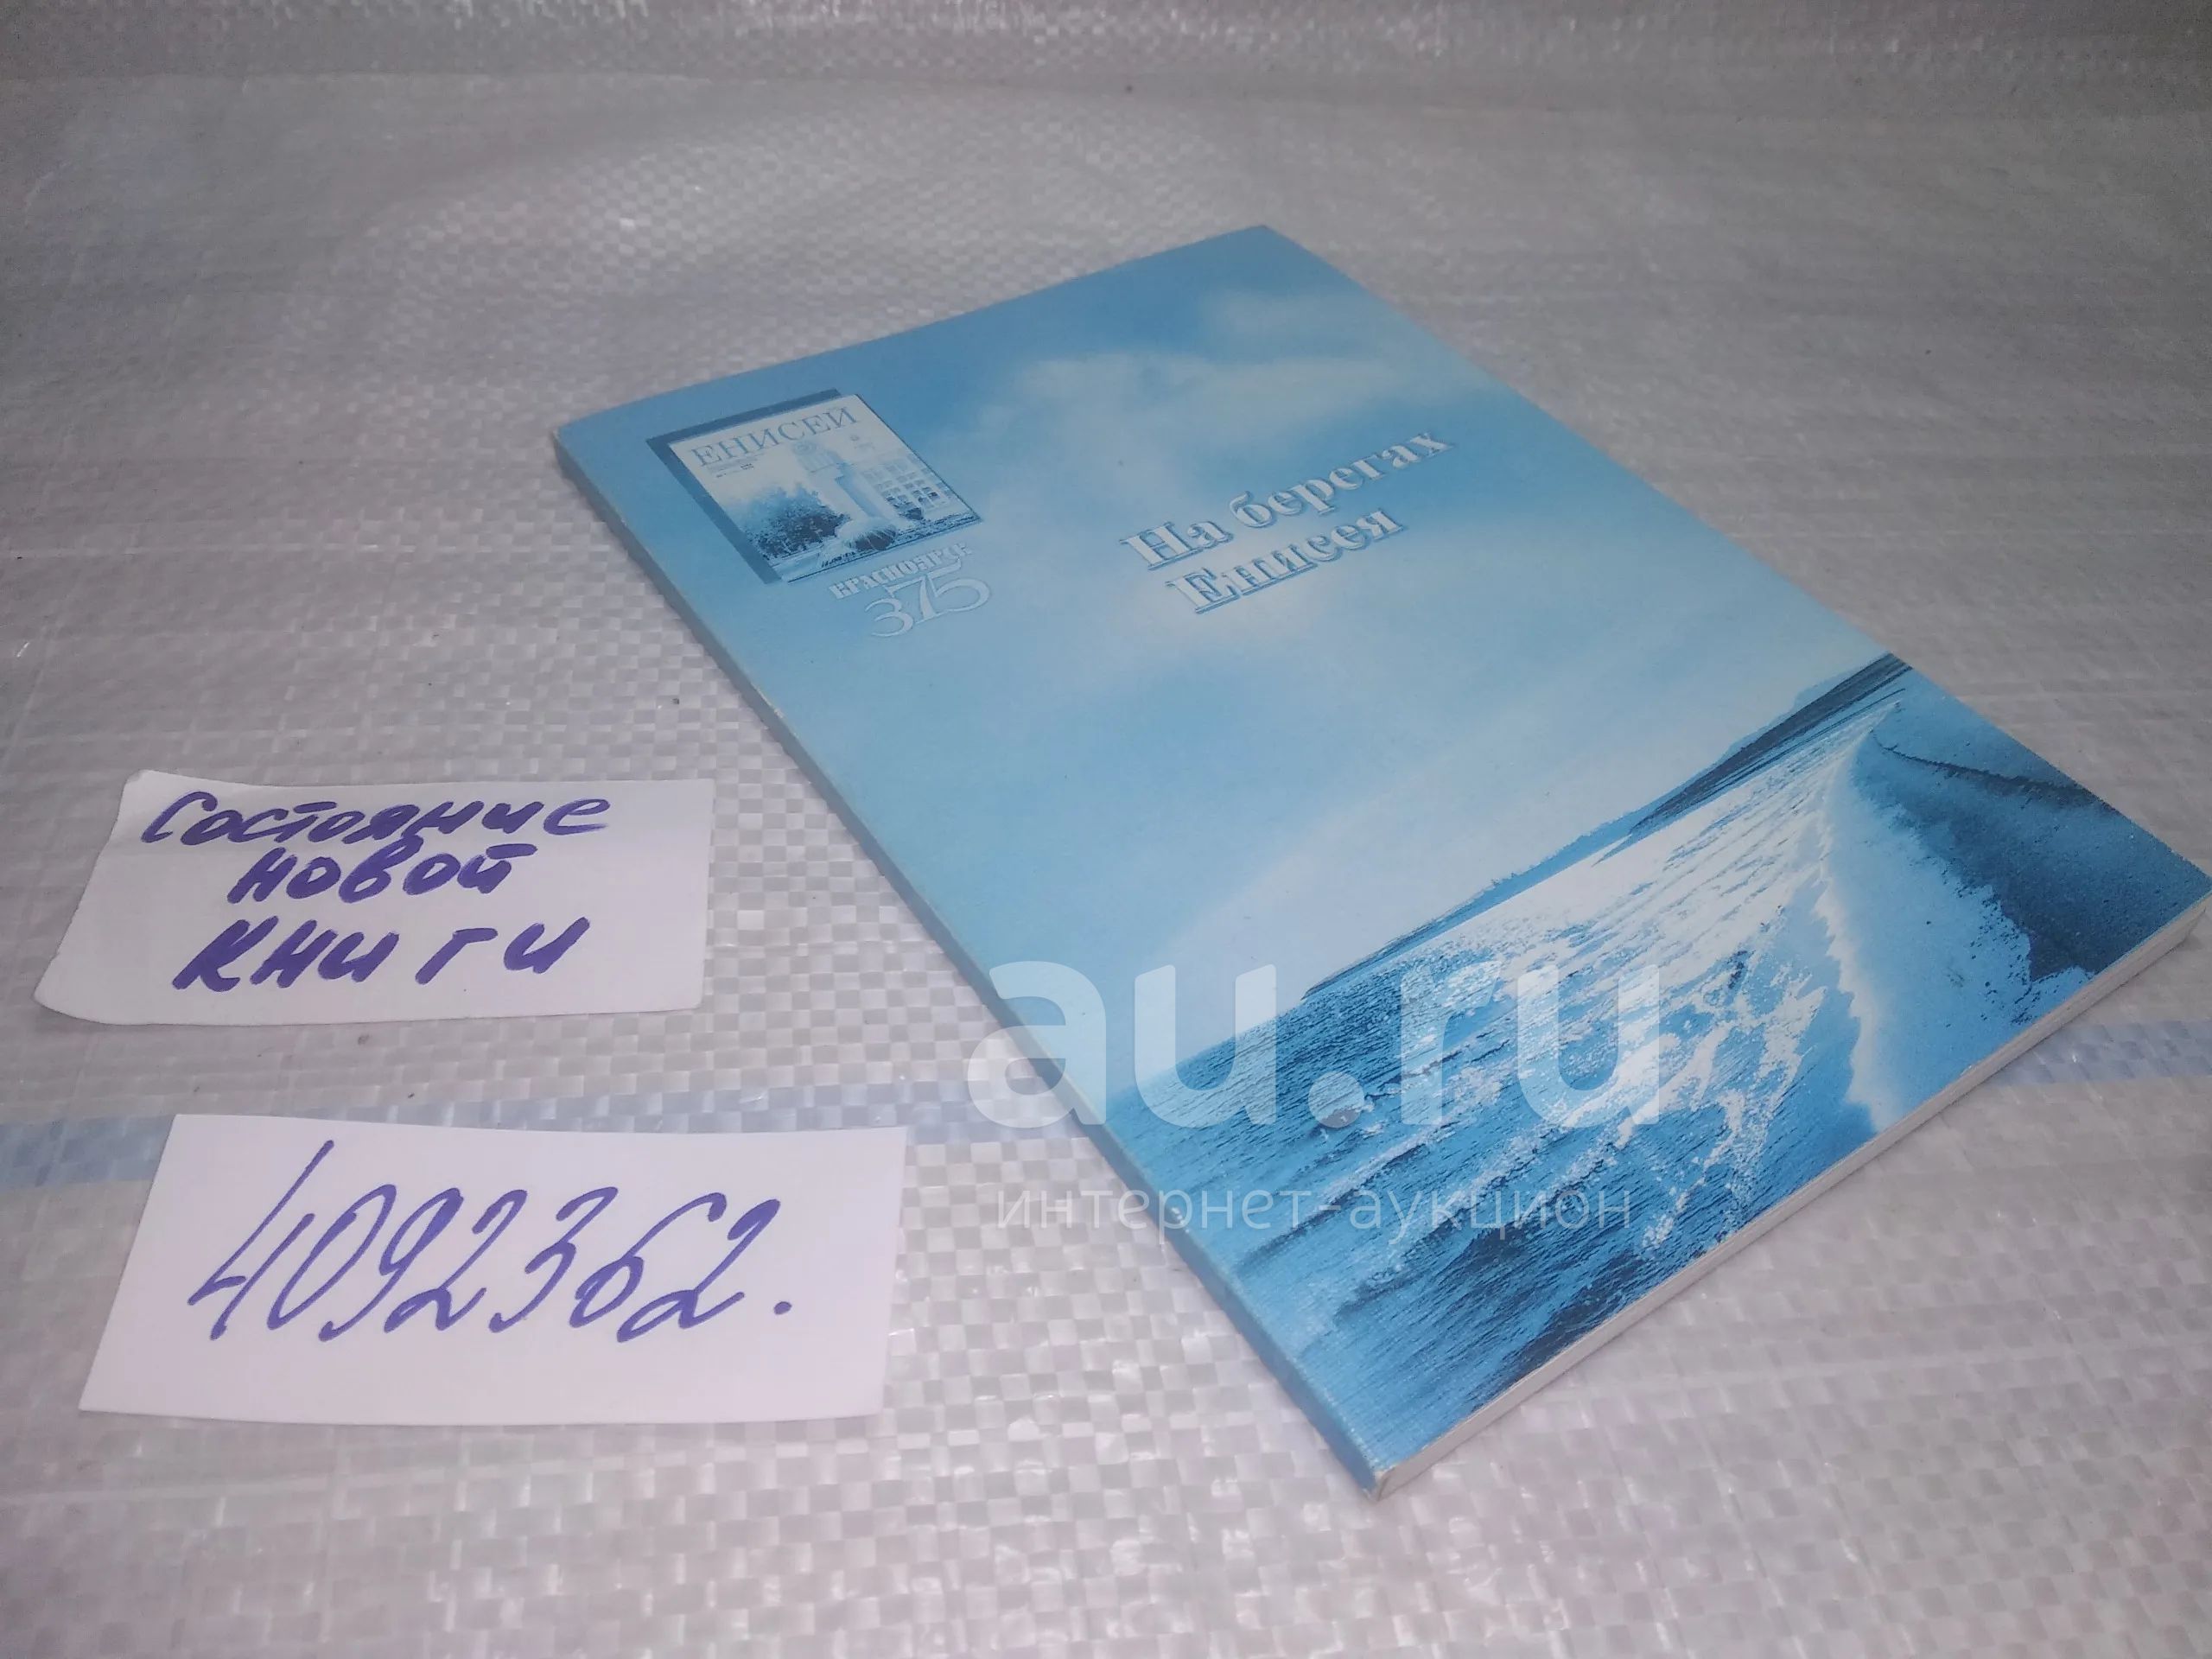 ЕНИСЕЙ
КРАСНОЯРСК
375
На берегах
Енисея
Состояние
новой
книги
4092362.
au.ru
интернет-аукцион